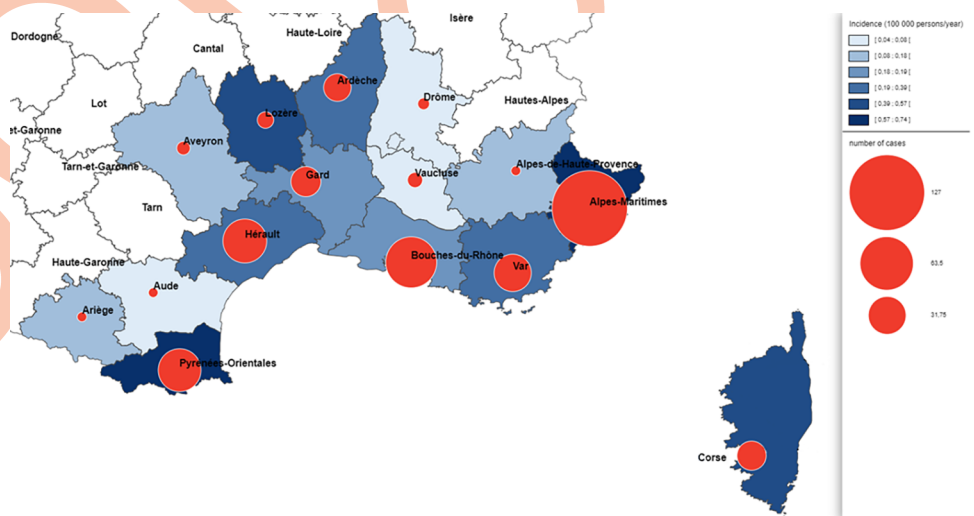 Isère
Haute-Loire
Dordogne
Cantal
Ardèche
Drôme
Lot
Hautes-Alpes
Lozère
et-Garonne
Aveyron
Alpes-de-Haute-Provence
Tarn-et-Garonne
Gard
Vaucluse
Alpes-Maritimes
Tarn
Hérault
Bouches-du-Rhône
Haute-Garonne
Var
Aude
Ariège
Pyrenées-Orientales
Corse
Incidence (100 000 persons/year)
[ 0.04 ; 0.08 [
[ 0.08 ; 0.18 [
[ 0.18 ; 0.19 [
[ 0.19 ; 0.39 [
[ 0.39 ; 0.57 [
[ 0.57 ; 0.74 ]
number of cases
127
63,5
31,75